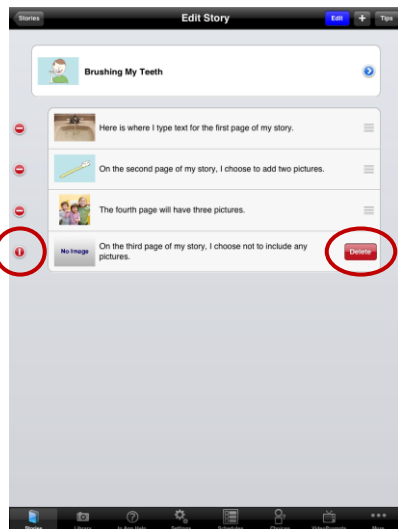 Stories Edit Story Edit + Tips
Brushing My Teeth
Here is where I type text for the first page of my story.
On the second page of my story, I choose to add two pictures.
The fourth page will have three pictures.
No Image
On the third page of my story, I choose not to include any
pictures.
Delete
Stories Library In App Help Settings Schedules Choices VideoPrompts More